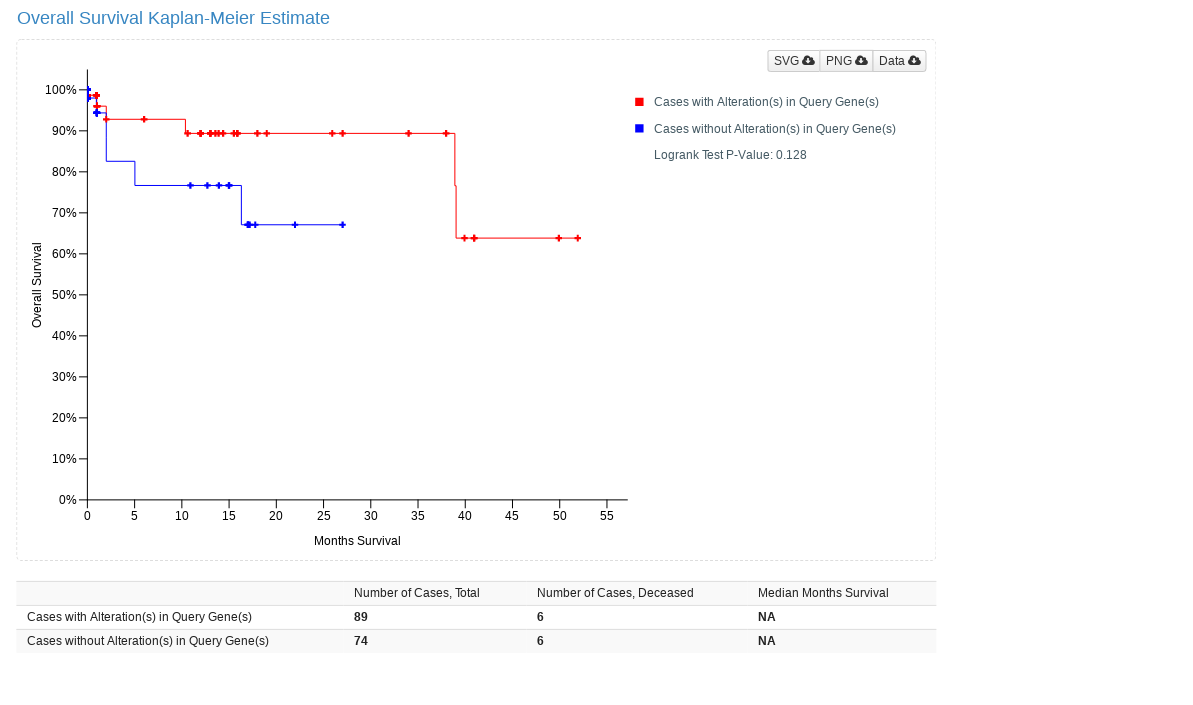 Overall Survival Kaplan-Meier Estimate
SVG PNG Data
Cases with Alteration(s) in Query Gene(s)
Cases without Alteration(s) in Query Gene(s)
Logrank Test P-Value: 0.128
100%
90%
80%
70%
60%
50%
40%
30%
20%
10%
0%
Overall Survival
0 5 10 15 20 25 30 35 40 45 50 55
Months Survival
Number of Cases, Total Number of Cases, Deceased Median Months Survival
Cases with Alteration(s) in Query Gene(s) 89 6 NA
Cases without Alteration(s) in Query Gene(s) 74 6 NA